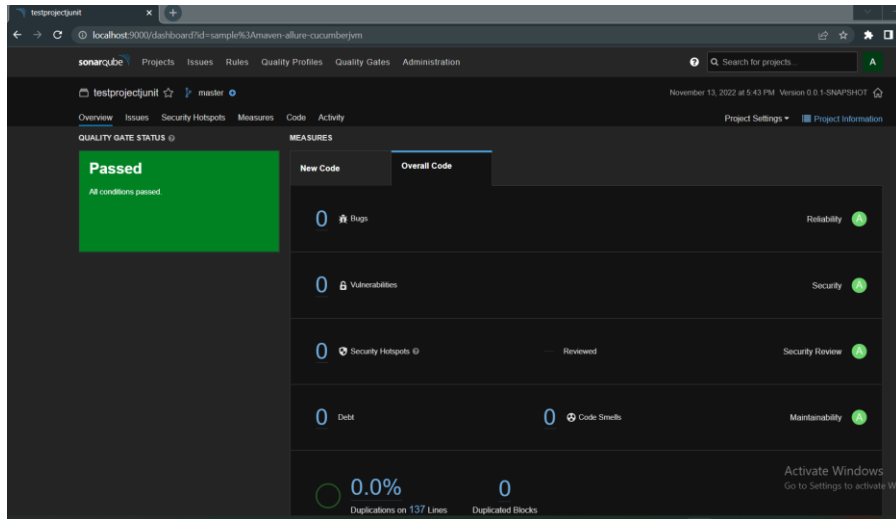 testprojectjunit
localhost:9000/dashboard?id=sample%3Amaven-allure-cucumberjvm
sonarqube Projects Issues Rules Quality Profiles Quality Gates Administration Search for projects... A
testprojectjunit master November 13, 2022 at 5:43 PM Version 0.0.1-SNAPSHOT
Overview Issues Security Hotspots Measures Code Activity Project Settings Project Information
QUALITY GATE STATUS MEASURES
Passed
All conditions passed.
New Code Overall Code
0 Bugs Reliability A
0 Vulnerabilities Security A
0 Security Hotspots Reviewed Security Review A
0 Debt 0 Code Smells Maintainability A
0.0% 0
Duplications on 137 Lines Duplicated Blocks
Activate Windows
Go to Settings to activate W